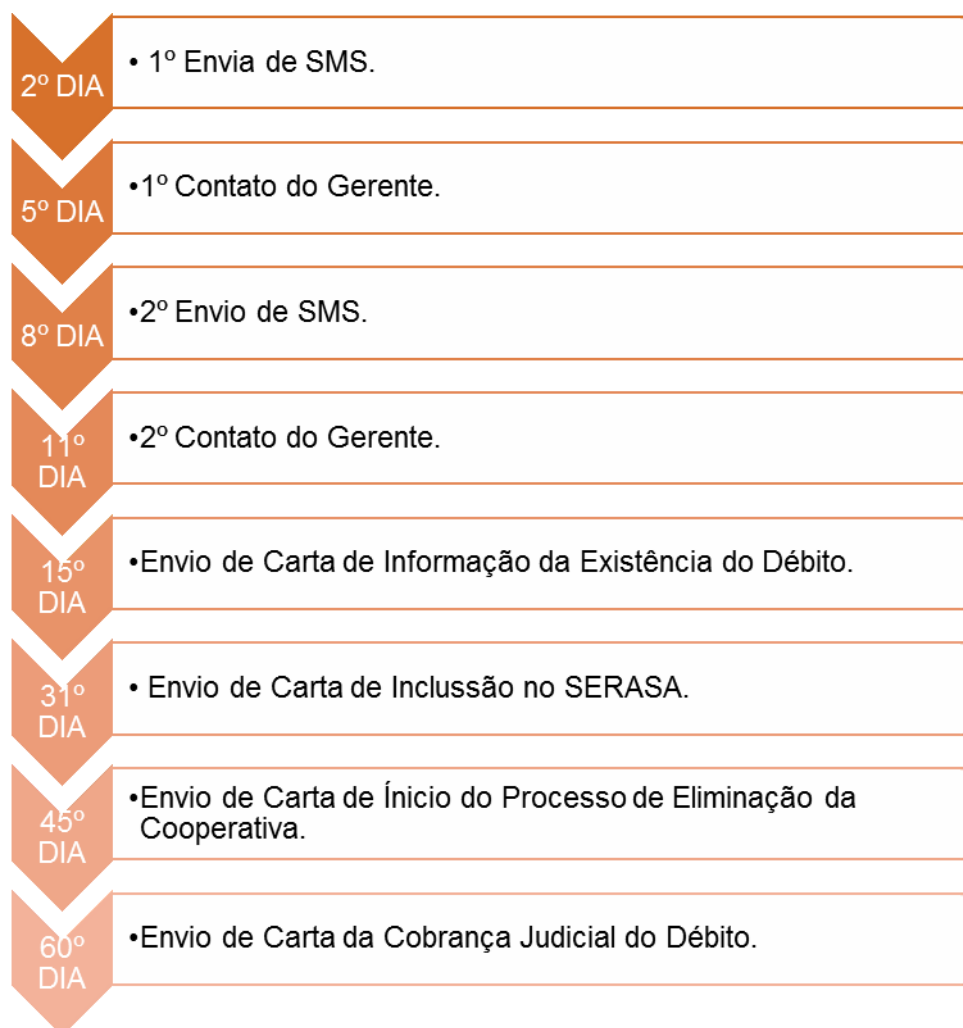 2º DIA
• 1º Envia de SMS.
5º DIA
•1º Contato do Gerente.
8º DIA
•2º Envio de SMS.
11º
DIA
•2º Contato do Gerente.
15º
DIA
•Envio de Carta de Informação da Existência do Débito.
31º
DIA
• Envio de Carta de Inclussão no SERASA.
45º
DIA
•Envio de Carta de Ínicio do Processo de Eliminação da
Cooperativa.
60º
DIA
•Envio de Carta da Cobrança Judicial do Débito.